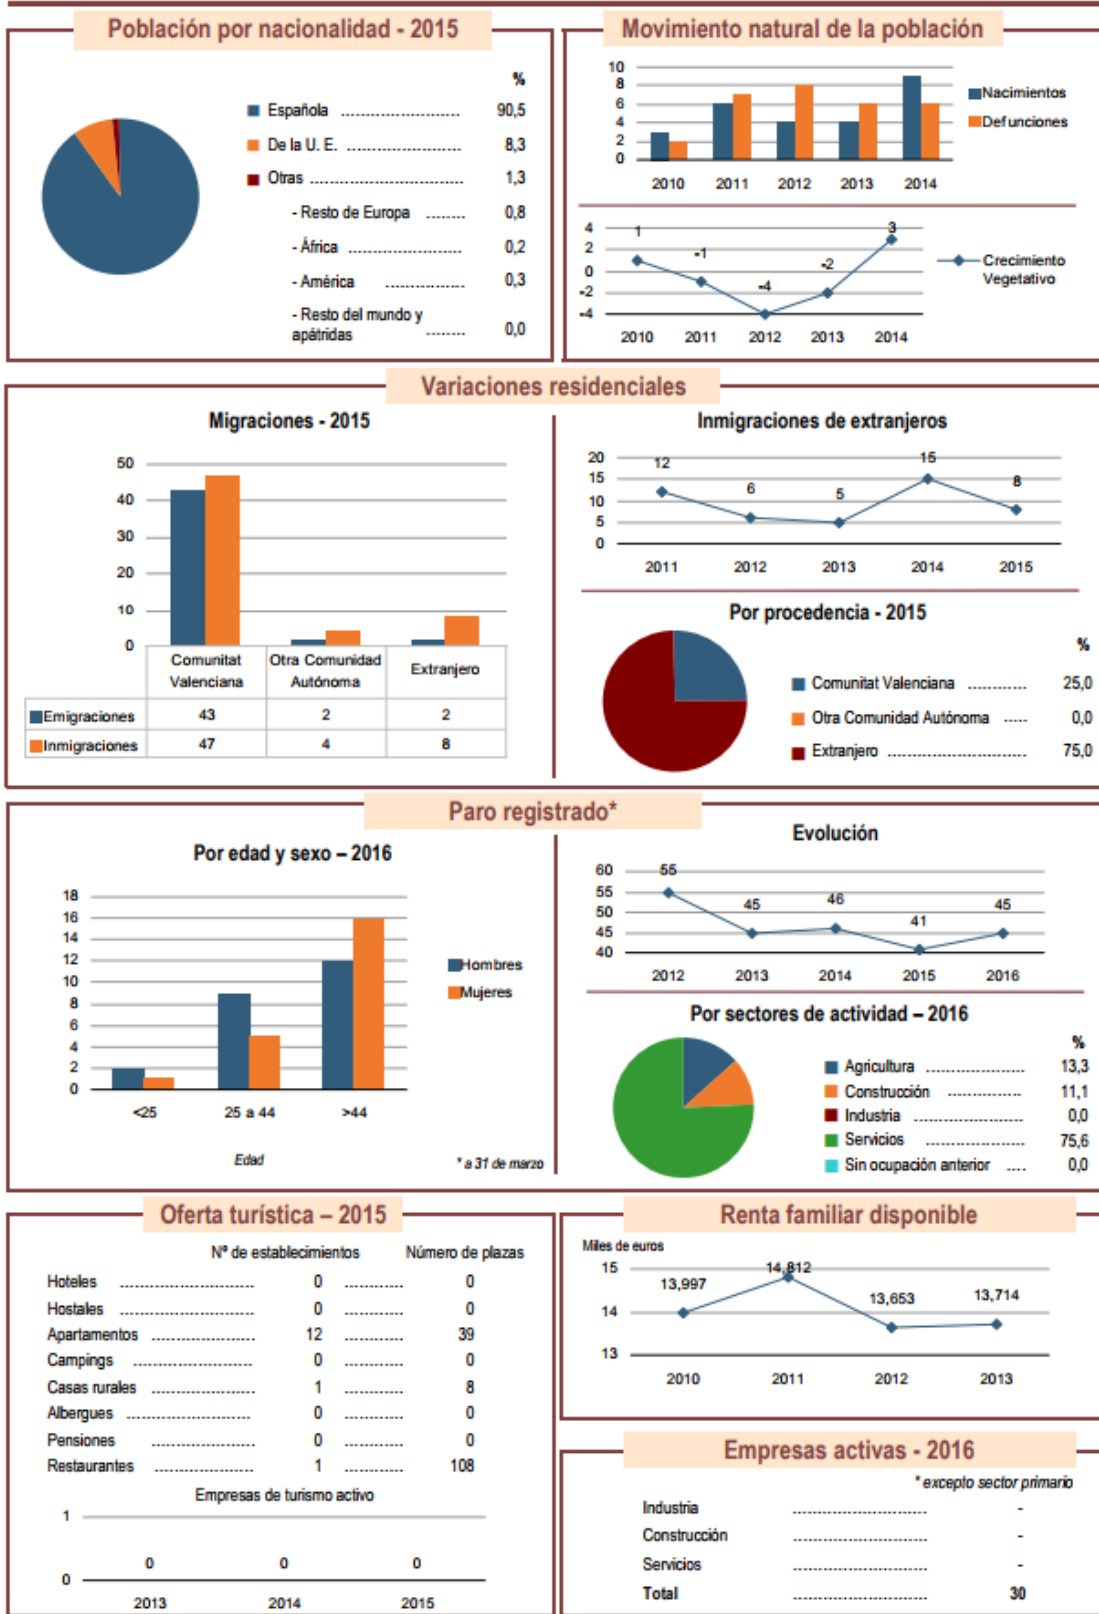 Población por nacionalidad - 2015
%
Española ........................... 90,5
De la U. E. .......................... 8,3
Otras ................................... 1,3
- Resto de Europa ......... 0,8
- África .......................... 0,2
- América .................. 0,3
- Resto del mundo y
apátridas ......... 0,0
Movimiento natural de la población
10
8
6
4
2
0
2010 2011 2012 2013 2014
Nacimientos
Defunciones
4
2
0
-2
-4
1 -1 -4 -2 3
2010 2011 2012 2013 2014
Crecimiento
Vegetativo
Variaciones residenciales
Migraciones - 2015
50
40
30
20
10
0
Comunitat
Valenciana
Otra Comunidad
Autónoma
Extranjero
Emigraciones 43 2 2
Inmigraciones 47 4 8
Inmigraciones de extranjeros
20
15
10
5
0
12 6 5 15 8
2011 2012 2013 2014 2015
Por procedencia - 2015
%
Comunitat Valenciana ............. 25,0
Otra Comunidad Autónoma ..... 0,0
Extranjero ............................... 75,0
Paro registrado*
Por edad y sexo – 2016
18
16
14
12
10
8
6
4
2
0
<25 25 a 44 >44
Hombres
Mujeres
Edad
* a 31 de marzo
Evolución
60
55
50
45
40
55 45 46 41 45
2012 2013 2014 2015 2016
Por sectores de actividad – 2016
%
Agricultura ...................... 13,3
Construcción ................ 11,1
Industria ........................ 0,0
Servicios ...................... 75,6
Sin ocupación anterior .... 0,0
Oferta turística – 2015
Nº de establecimientos Número de plazas
Hoteles .............................. 0 ............. 0
Hostales ........................... 0 ............. 0
Apartamentos ....................... 12 ............. 39
Campings ........................... 0 ............. 0
Casas rurales ....................... 1 ............. 8
Albergues ............................ 0 ............. 0
Pensiones ....................... 0 ............. 0
Restaurantes ...................... 1 ............. 108
Empresas de turismo activo
1
0
0 0 0
2013 2014 2015
Renta familiar disponible
Miles de euros
15
14
13
13,997 14,812 13,653 13,714
2010 2011 2012 2013
Empresas activas - 2016
* excepto sector primario
Industria .............................. -
Construcción .............................. -
Servicios .............................. -
Total .............................. 30